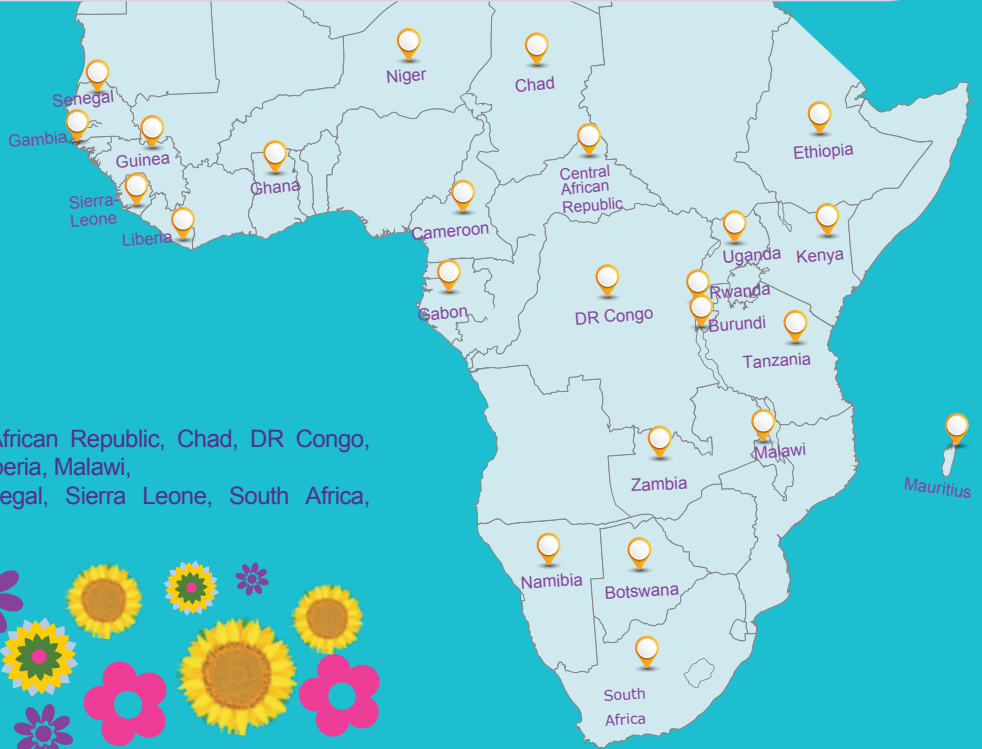 Niger
Chad
Senegal
Gambia
Guinea
Ghana
Ethiopia
Central
African
Republic
Sierra-
Leone
Liberia
Cameroon
Uganda
Kenya
Rwanda
Gabon
DR Congo
Burundi
Tanzania
African Republic, Chad, DR Congo,
beria, Malawi,
egal, Sierra Leone, South Africa,
Malawi
Zambia
Mauritius
Namibia
Botswana
South
Africa